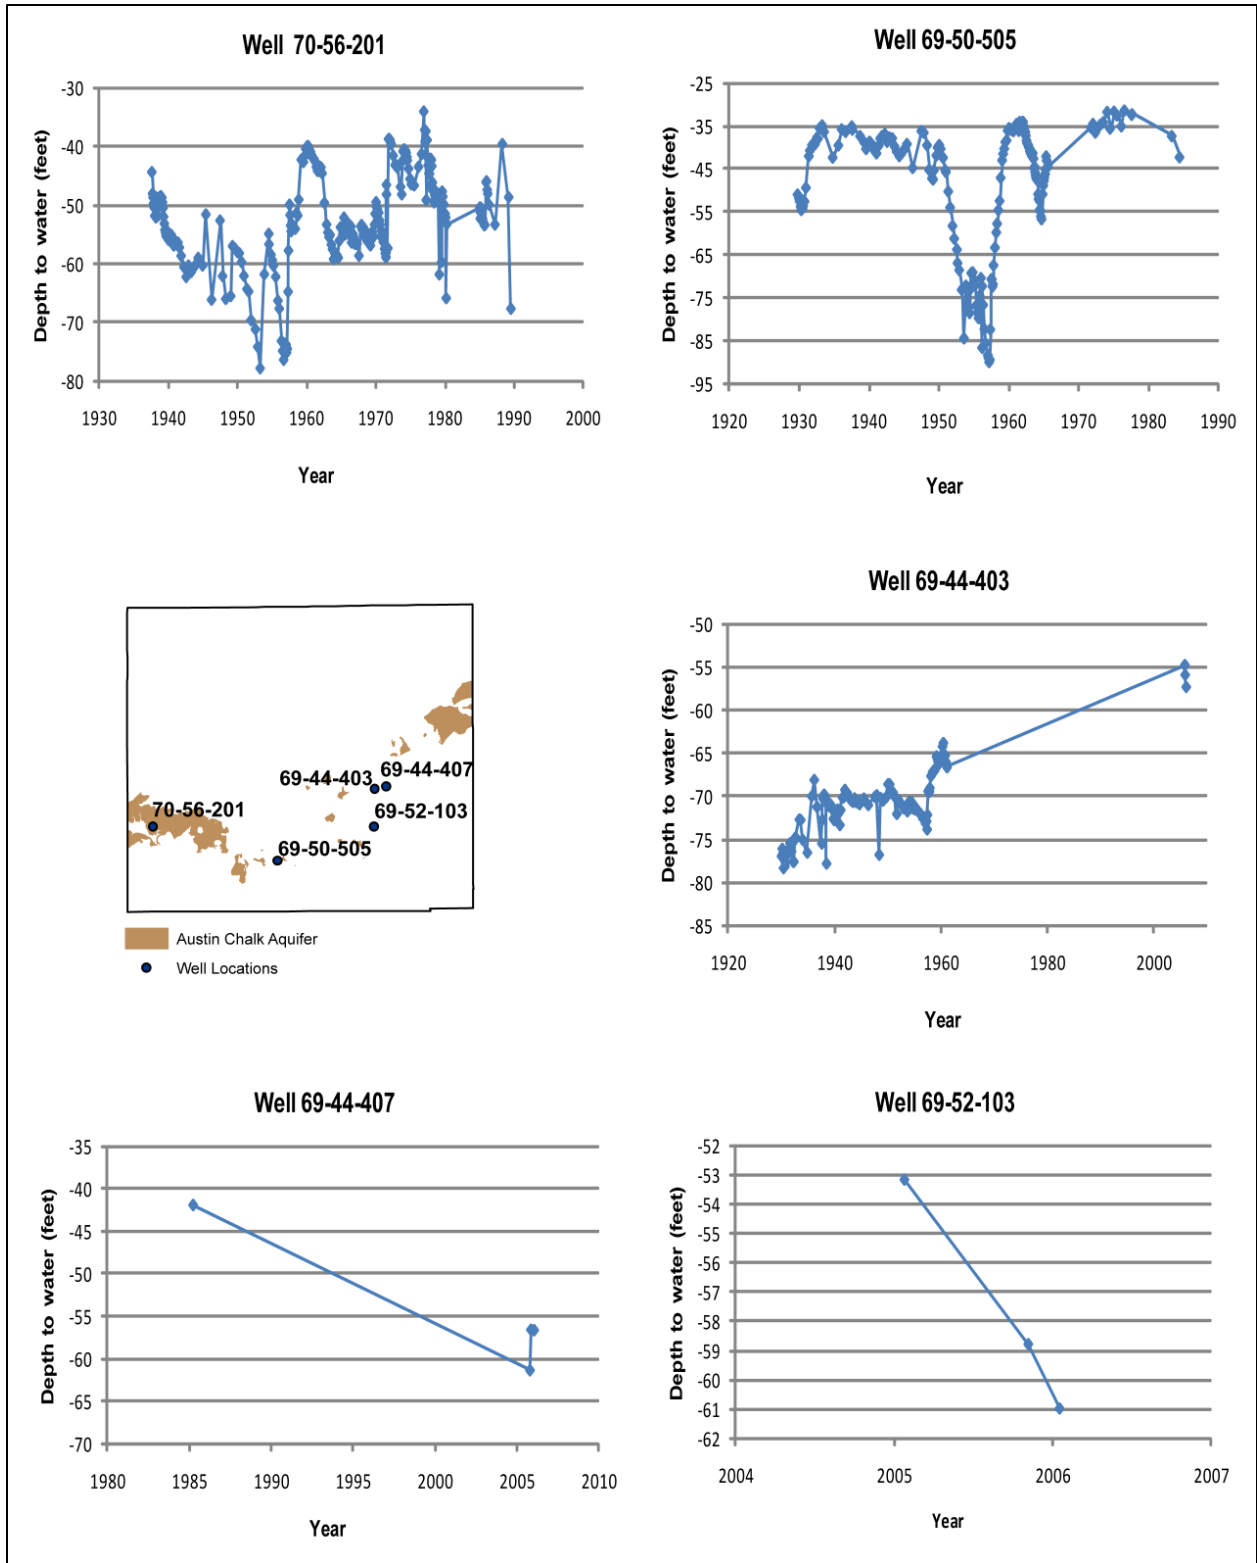 Well 70-56-201
Depth to water (feet)
-30
-40
-50
-60
-70
-80
1930 1940 1950 1960 1970 1980 1990 2000
Year
Well 69-50-505
Depth to water (feet)
-25
-35
-45
-55
-65
-75
-85
-95
1920 1930 1940 1950 1960 1970 1980 1990
Year
69-44-403
69-44-407
70-56-201
69-52-103
69-50-505
Austin Chalk Aquifer
Well Locations
Well 69-44-403
Depth to water (feet)
-50
-55
-60
-65
-70
-75
-80
-85
1920 1940 1960 1980 2000
Year
Well 69-44-407
Depth to water (feet)
-35
-40
-45
-50
-55
-60
-65
-70
1980 1985 1990 1995 2000 2005 2010
Year
Well 69-52-103
Depth to water (feet)
-52
-53
-54
-55
-56
-57
-58
-59
-60
-61
-62
2004 2005 2006 2007
Year